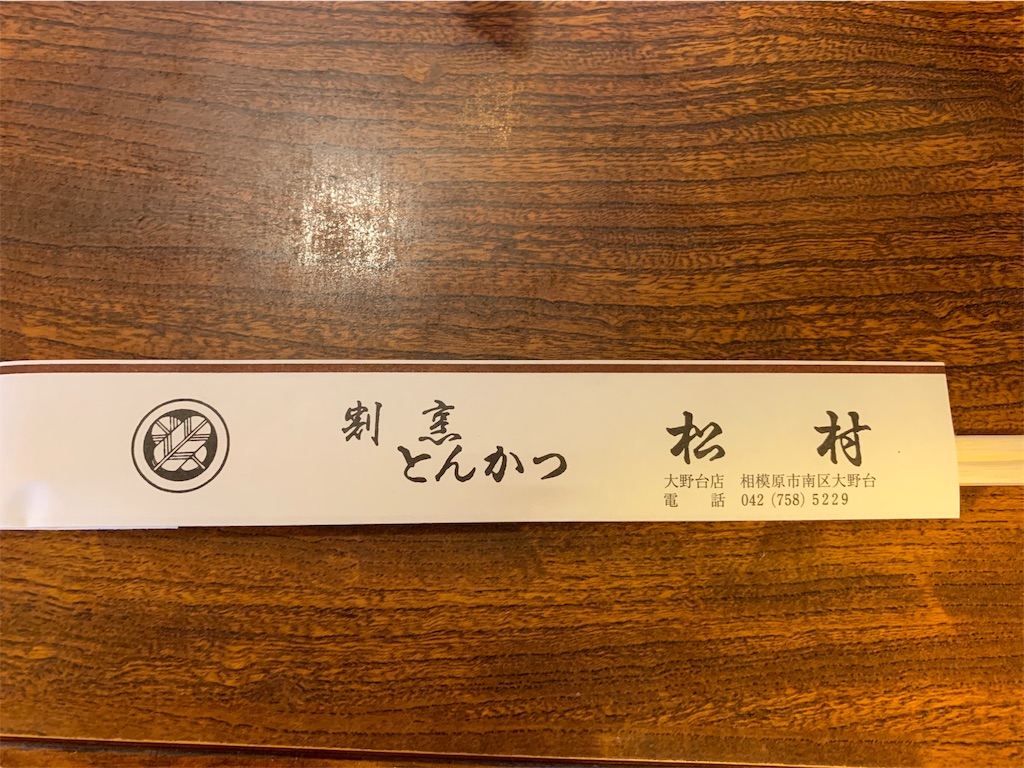 割烹
とんかつ
松村
大野台店 相模原市南区大野台
電話 042 (758) 5229